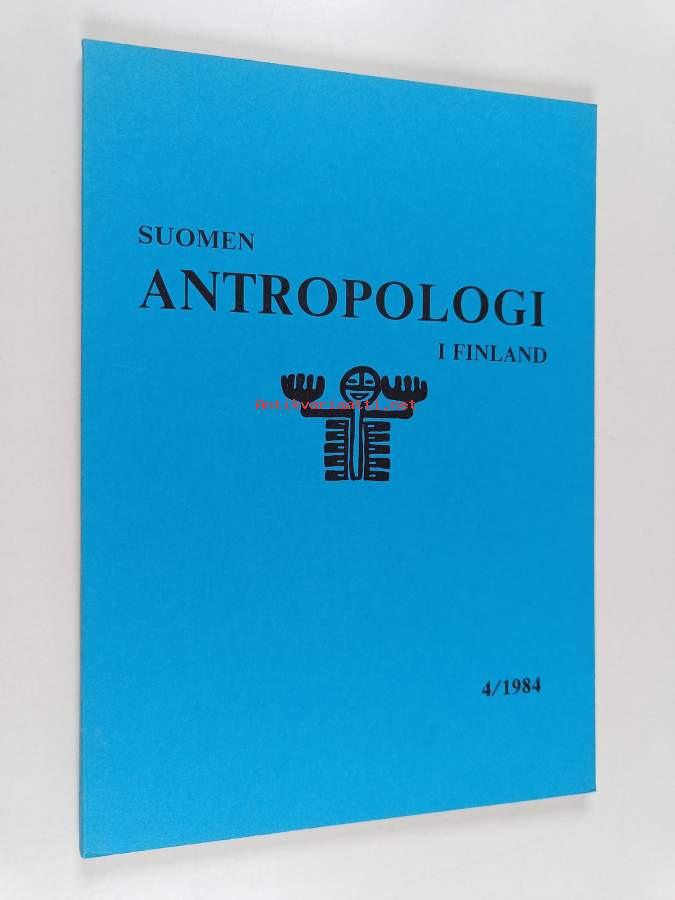 SUOMEN
ANTROPOLOGI
I FINLAND
Antikvariaatti.net
4/1984